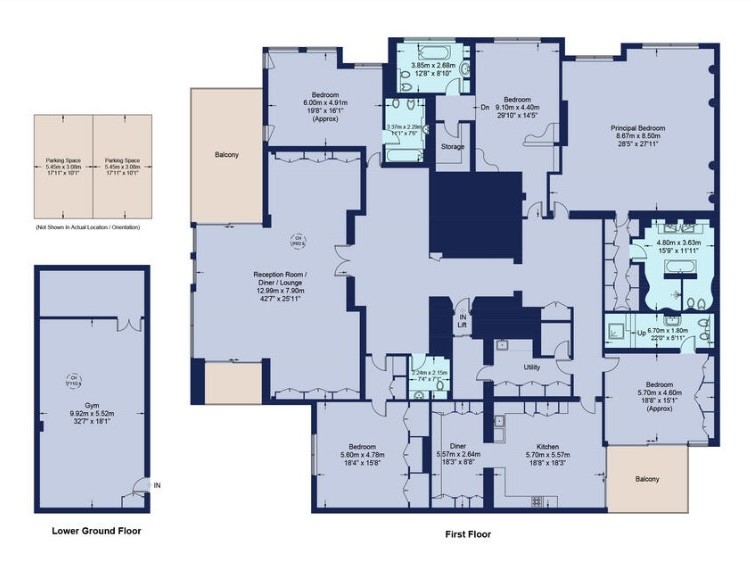 Parking Space
5.45m x 3.08m
17'11" x 10'1"
Parking Space
5.45m x 3.08m
17'11" x 10'1"
(Not Shown In Actual Location / Orientation)
Gym
9.92m x 5.52m
32'7" x 18'1"
CH
IN
Lower Ground Floor
Balcony
Bedroom
6.00m x 4.91m
19'8" x 16'1"
(Approx)
3.85m x 2.68m
12'8" x 8'10"
3.37m x 2.29m
11'1" x 7'6"
Dn
Storage
Bedroom
9.10m x 4.40m
29'10" x 14'5"
Principal Bedroom
8.67m x 8.50m
28'5" x 27'11"
CH
Reception Room /
Diner / Lounge
12.99m x 7.90m
42'7" x 25'11"
IN
Lift
4.80m x 3.63m
15'9" x 11'11"
Up
6.70m x 1.80m
22'0" x 5'11"
2.24m x 2.15m
7'4" x 7'1"
Utility
Bedroom
5.70m x 4.60m
18'8" x 15'1"
(Approx)
Bedroom
5.60m x 4.78m
18'4" x 15'8"
Diner
5.57m x 2.64m
18'3" x 8'8"
Kitchen
5.70m x 5.57m
18'8" x 18'3"
Balcony
First Floor